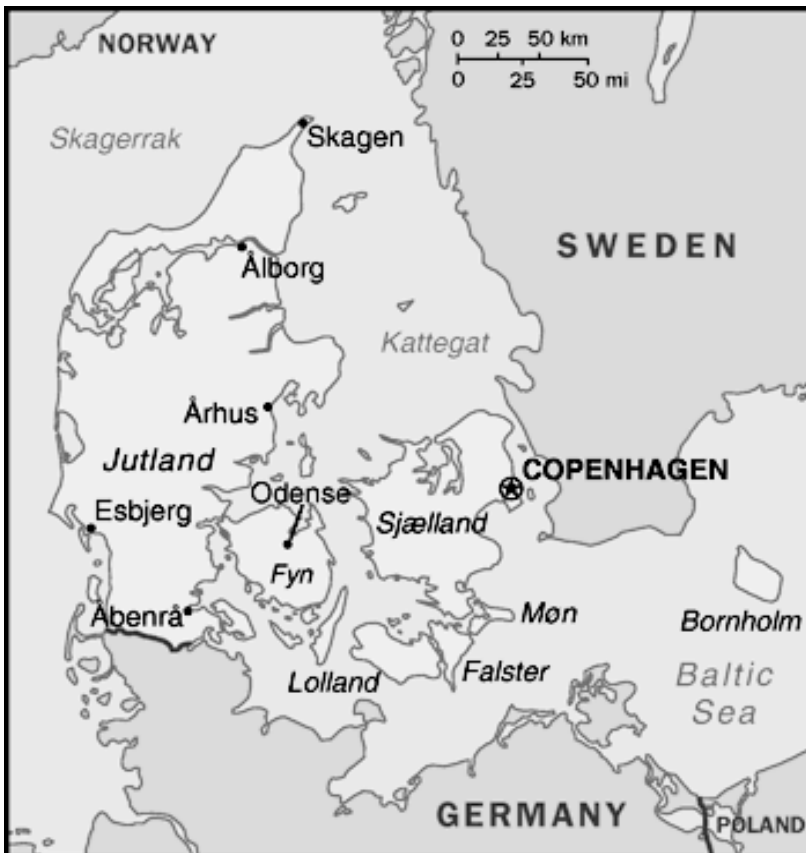 NORWAY
0 25 50 km
0 25 50 mi
Skagerrak
Skagen
SWEDEN
Ålborg
Kattegat
Århus
Jutland
COPENHAGEN
Odense
Esbjerg
Sjælland
Fyn
Åbenrå
Møn
Bornholm
Lolland
Falster
Baltic
Sea
GERMANY
POLAND